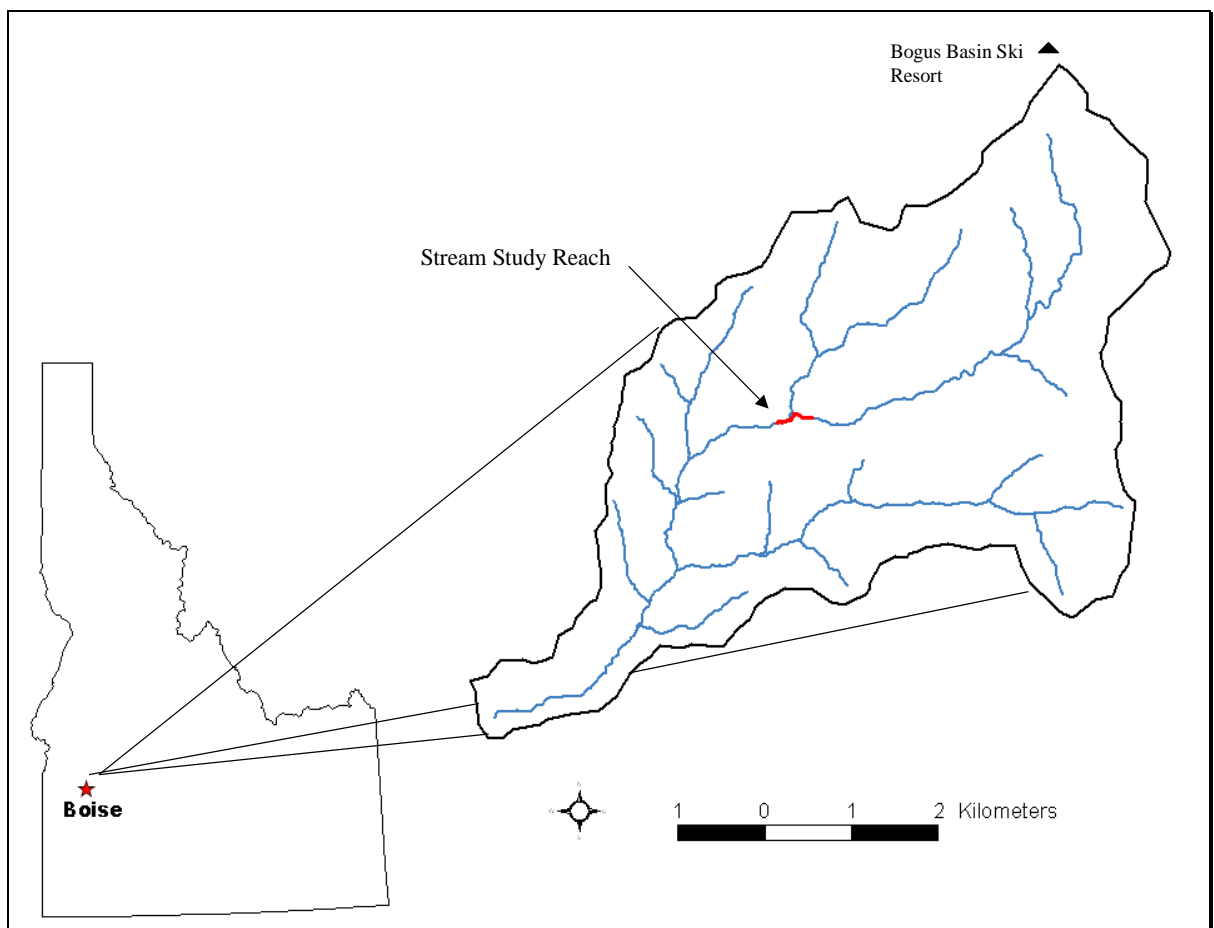 Bogus Basin Ski
Resort
Stream Study Reach
Boise
1 0 1 2 Kilometers